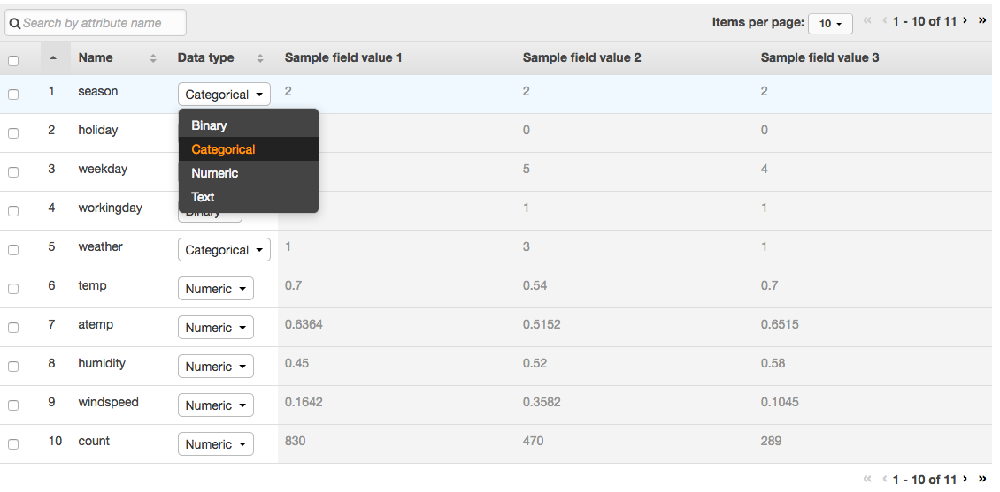 Search by attribute name Items per page: 10 « ‹ 1 - 10 of 11 › »
Name Data type Sample field value 1 Sample field value 2 Sample field value 3
1 season Categorical 2 2 2
Binary
2 holiday 0 0
Categorical
3 weekday 5 4
Numeric
Text
4 workingday Binary 1 1
5 weather Categorical 1 3 1
6 temp Numeric 0.7 0.54 0.7
7 atemp Numeric 0.6364 0.5152 0.6515
8 humidity Numeric 0.45 0.52 0.58
9 windspeed Numeric 0.1642 0.3582 0.1045
10 count Numeric 830 470 289
« ‹ 1 - 10 of 11 › »